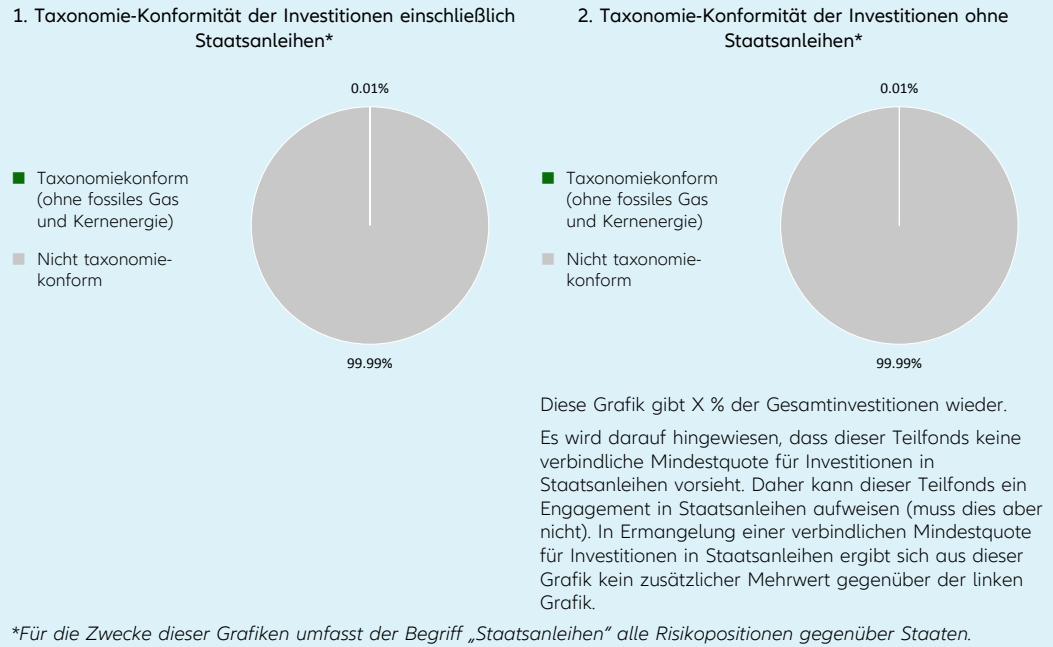 1. Taxonomie-Konformität der Investitionen einschließlich
Staatsanleihen*
0.01%
Taxonomiekonform
(ohne fossiles Gas
und Kernenergie)
Nicht taxonomie-
konform
99.99%
2. Taxonomie-Konformität der Investitionen ohne
Staatsanleihen*
0.01%
Taxonomiekonform
(ohne fossiles Gas
und Kernenergie)
Nicht taxonomie-
konform
99.99%
Diese Grafik gibt X % der Gesamtinvestitionen wieder.
Es wird darauf hingewiesen, dass dieser Teilfonds keine
verbindliche Mindestquote für Investitionen in
Staatsanleihen vorsieht. Daher kann dieser Teilfonds ein
Engagement in Staatsanleihen aufweisen (muss dies aber
nicht). In Ermangelung einer verbindlichen Mindestquote
für Investitionen in Staatsanleihen ergibt sich aus dieser
Grafik kein zusätzlicher Mehrwert gegenüber der linken
Grafik.
*Für die Zwecke dieser Grafiken umfasst der Begriff „Staatsanleihen" alle Risikopositionen gegenüber Staaten.